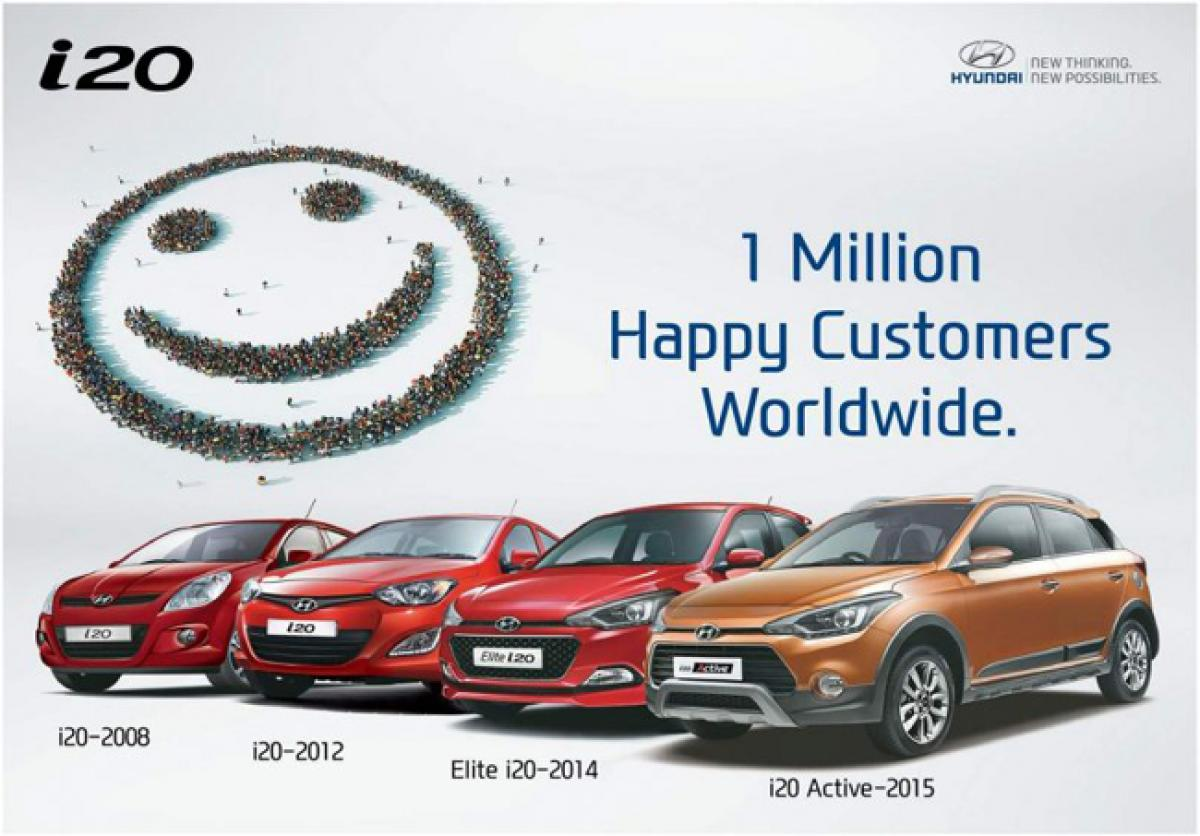 i20
HYUNDAI
NEW THINKING.
NEW POSSIBILITIES.
1 Million
Happy Customers
Worldwide.
i20
i20
Elite i20
Active
i20-2008
i20-2012
Elite i20-2014
i20 Active-2015